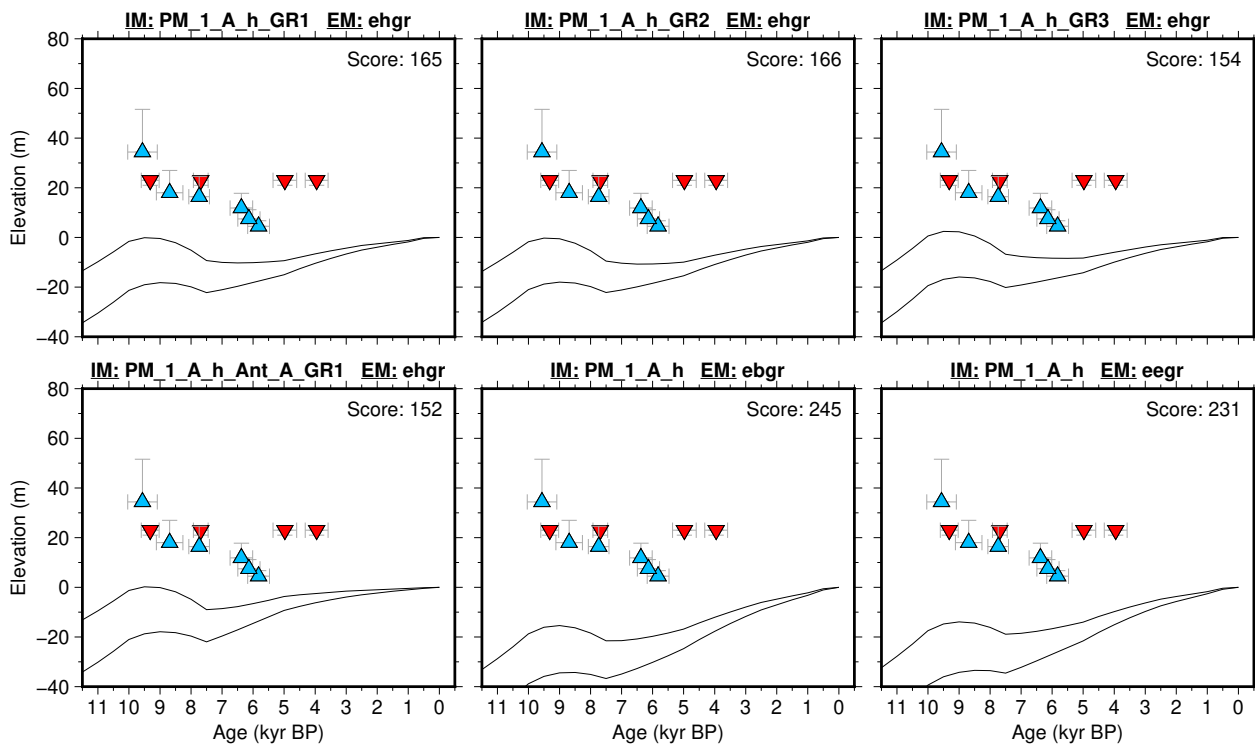 IM: PM_1_A_h_GR1 EM: ehgr
IM: PM_1_A_h_GR2 EM: ehgr
IM: PM_1_A_h_GR3 EM: ehgr
80
60
40
20
0
−20
−40
Elevation (m)
Score: 165
Score: 166
Score: 154
IM: PM_1_A_h_Ant_A_GR1 EM: ehgr
IM: PM_1_A_h EM: ebgr
IM: PM_1_A_h EM: eegr
80
60
40
20
0
−20
−40
Elevation (m)
Score: 152
Score: 245
Score: 231
11 10 9 8 7 6 5 4 3 2 1 0
11 10 9 8 7 6 5 4 3 2 1 0
11 10 9 8 7 6 5 4 3 2 1 0
Age (kyr BP)
Age (kyr BP)
Age (kyr BP)